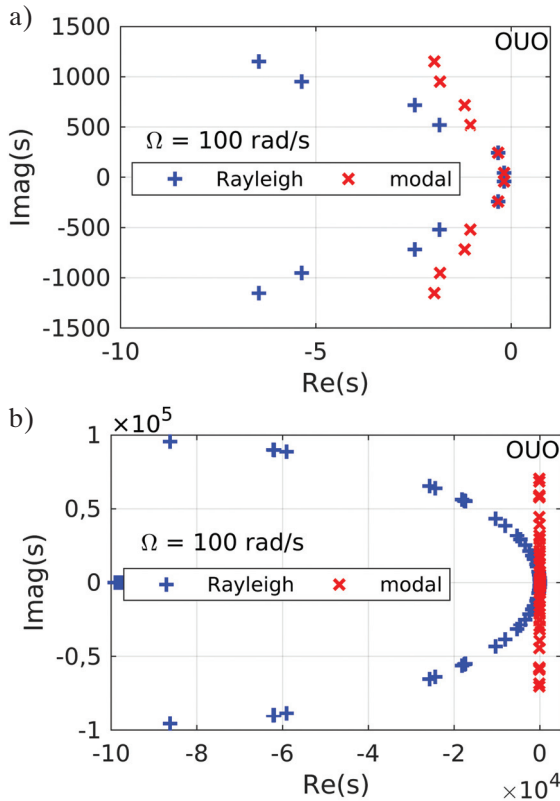 a)
1500
OUO
1000
500
Ω = 100 rad/s
Imag(s)
0
Rayleigh
modal
-500
-1000
-1500
-10
-5
0
Re(s)
b)
×10^5
1
OUO
0,5
Ω = 100 rad/s
Imag(s)
0
Rayleigh
modal
-0,5
-1
-10
-8
-6
-4
-2
0
Re(s)
×10^4